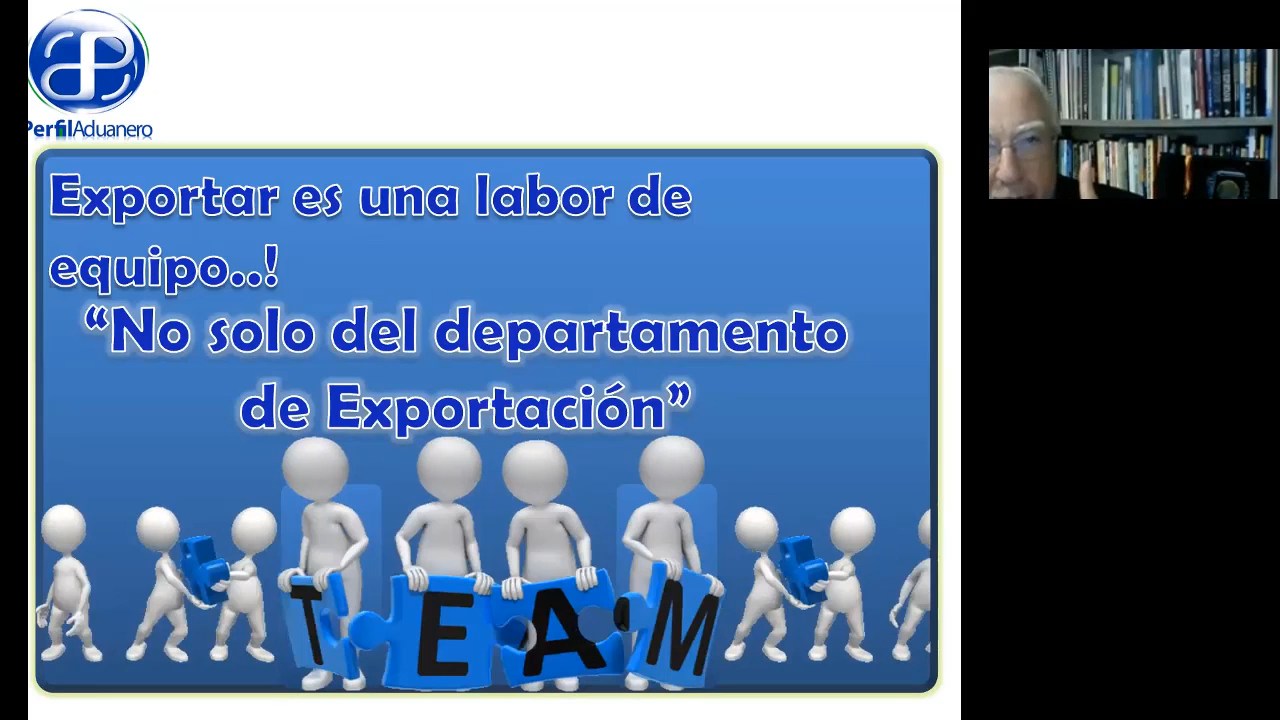 PerfilAduanero
Exportar es una labor de
equipo..!
“No solo del departamento
de Exportación”
TEAM